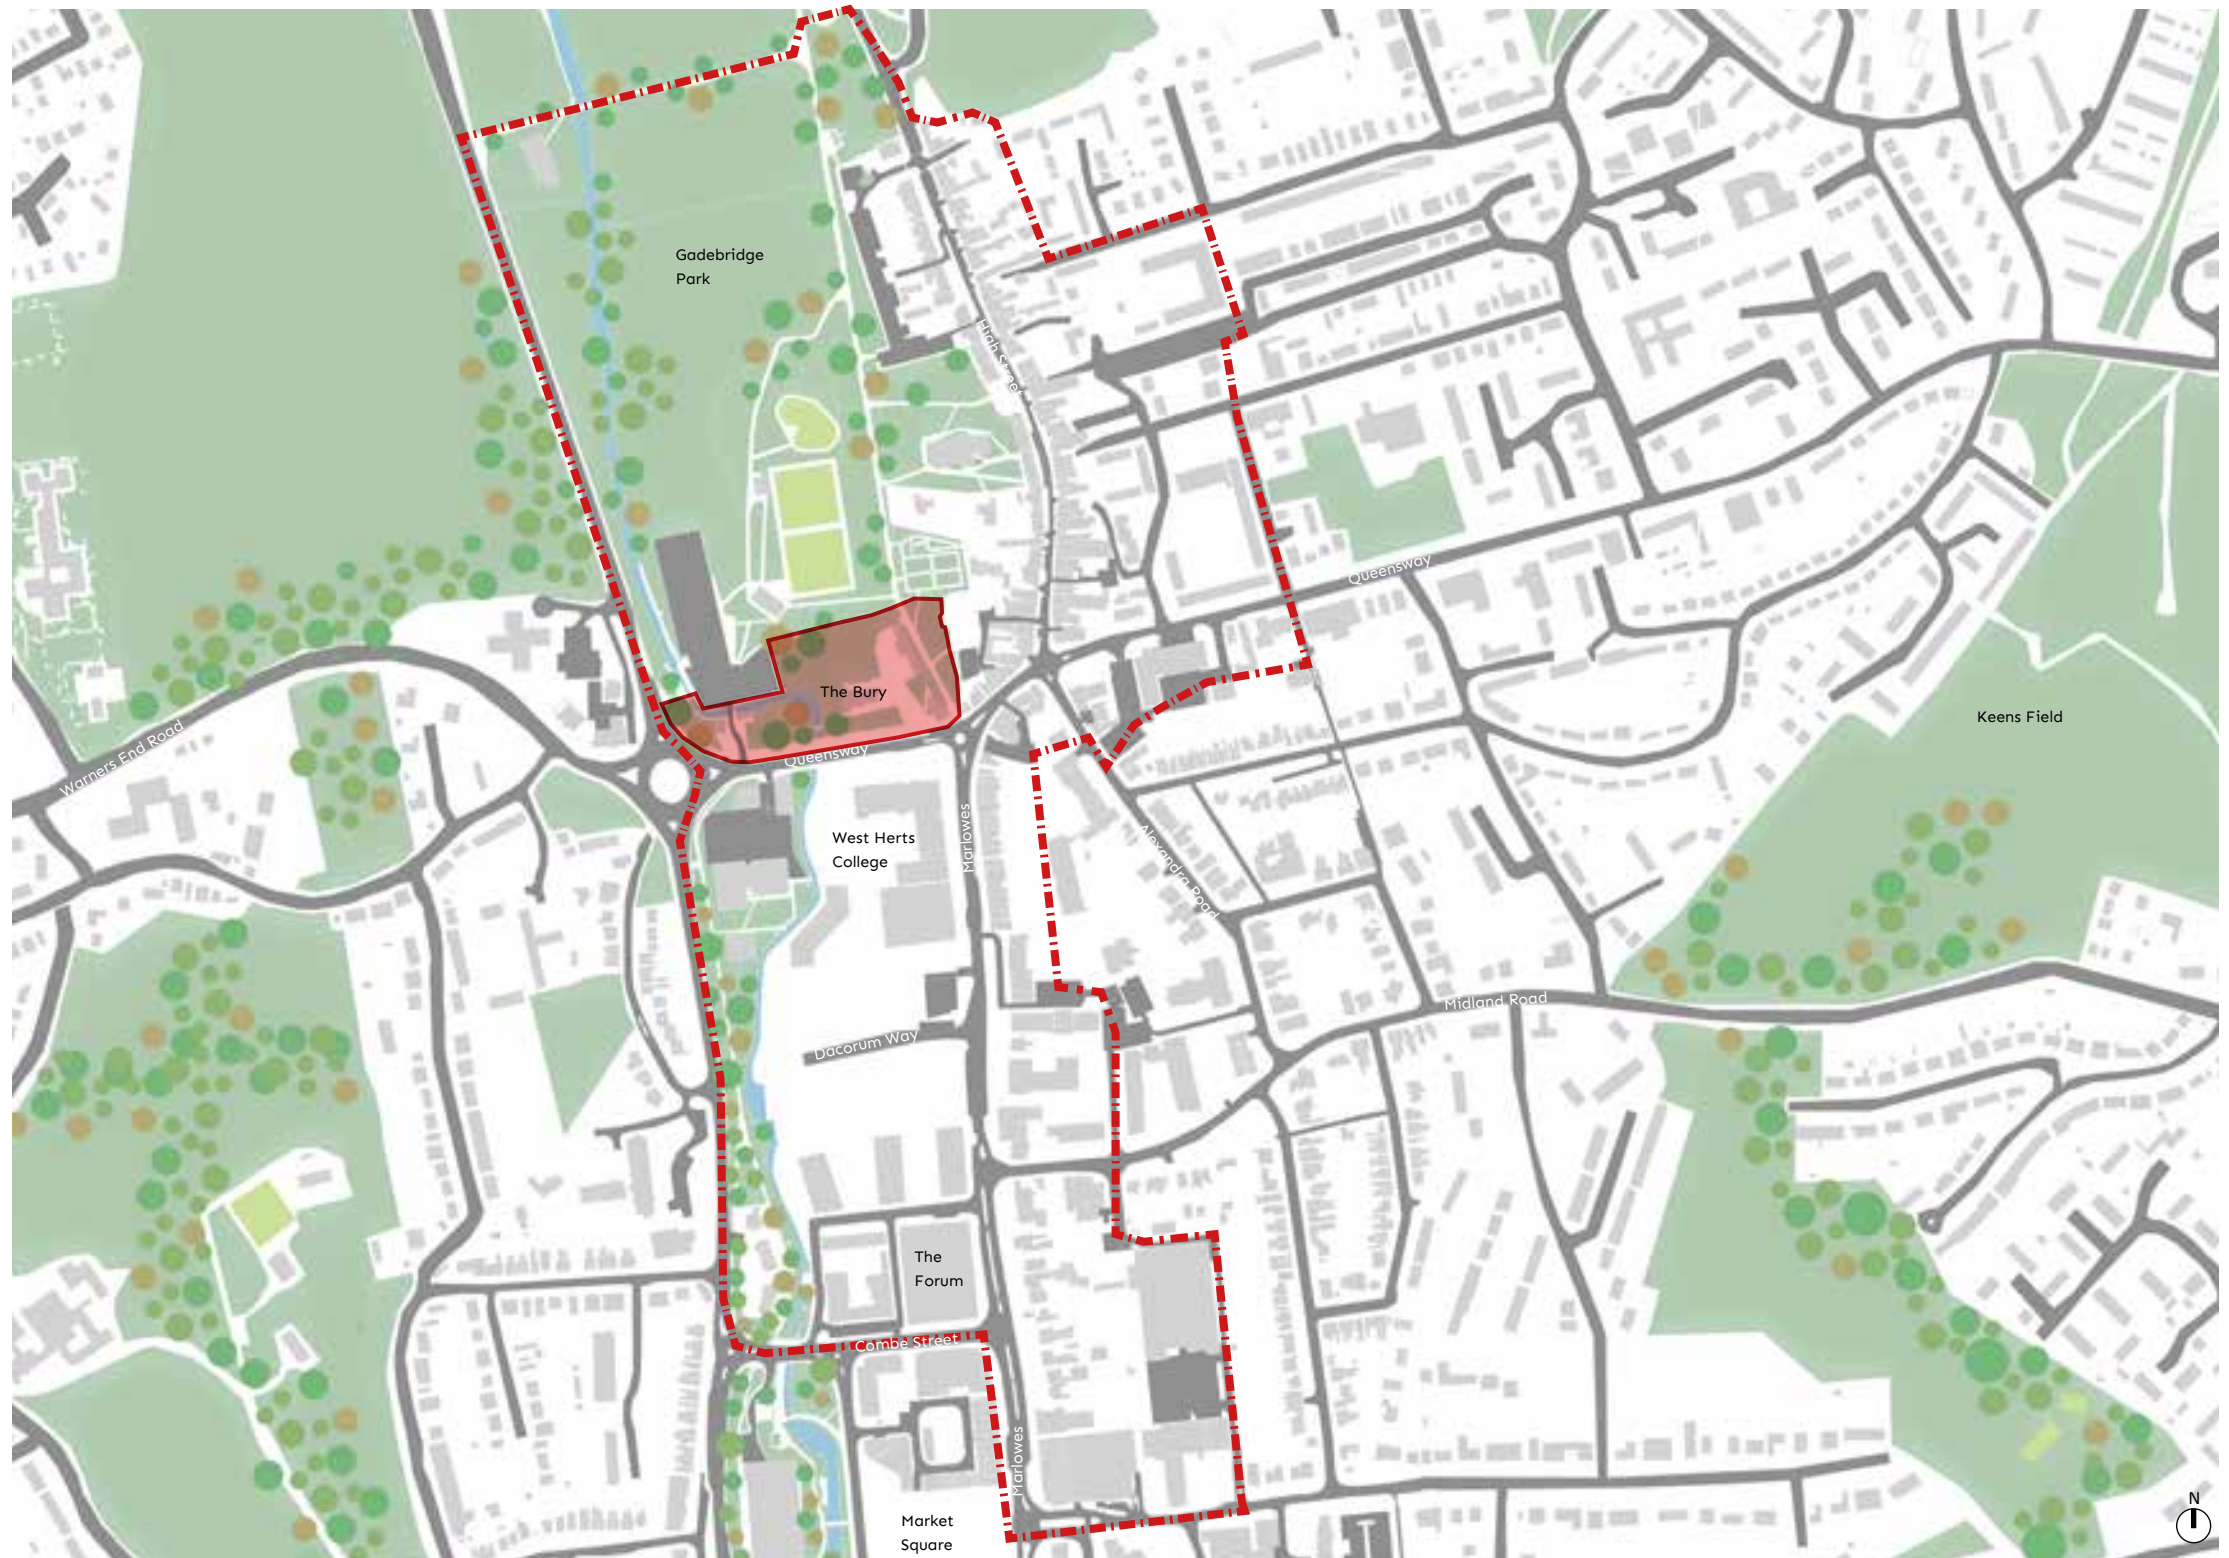 Gadebridge
Park
High Street
Queensway
The Bury
Keens Field
Warners End Road
Queensway
West Herts
College
Marlowes
Alexandra Road
Midland Road
Dacorum Way
The
Forum
Combe Street
Marlowes
Market
Square
N